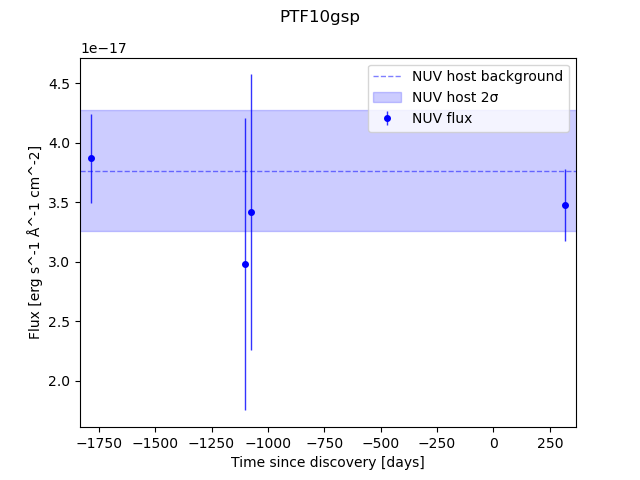 PTF10gsp
1e−17
NUV host background
NUV host 2σ
NUV flux
4.5
4.0
3.5
3.0
2.5
2.0
Flux [erg s^-1 Å^-1 cm^-2]
−1750 −1500 −1250 −1000 −750 −500 −250 0 250
Time since discovery [days]